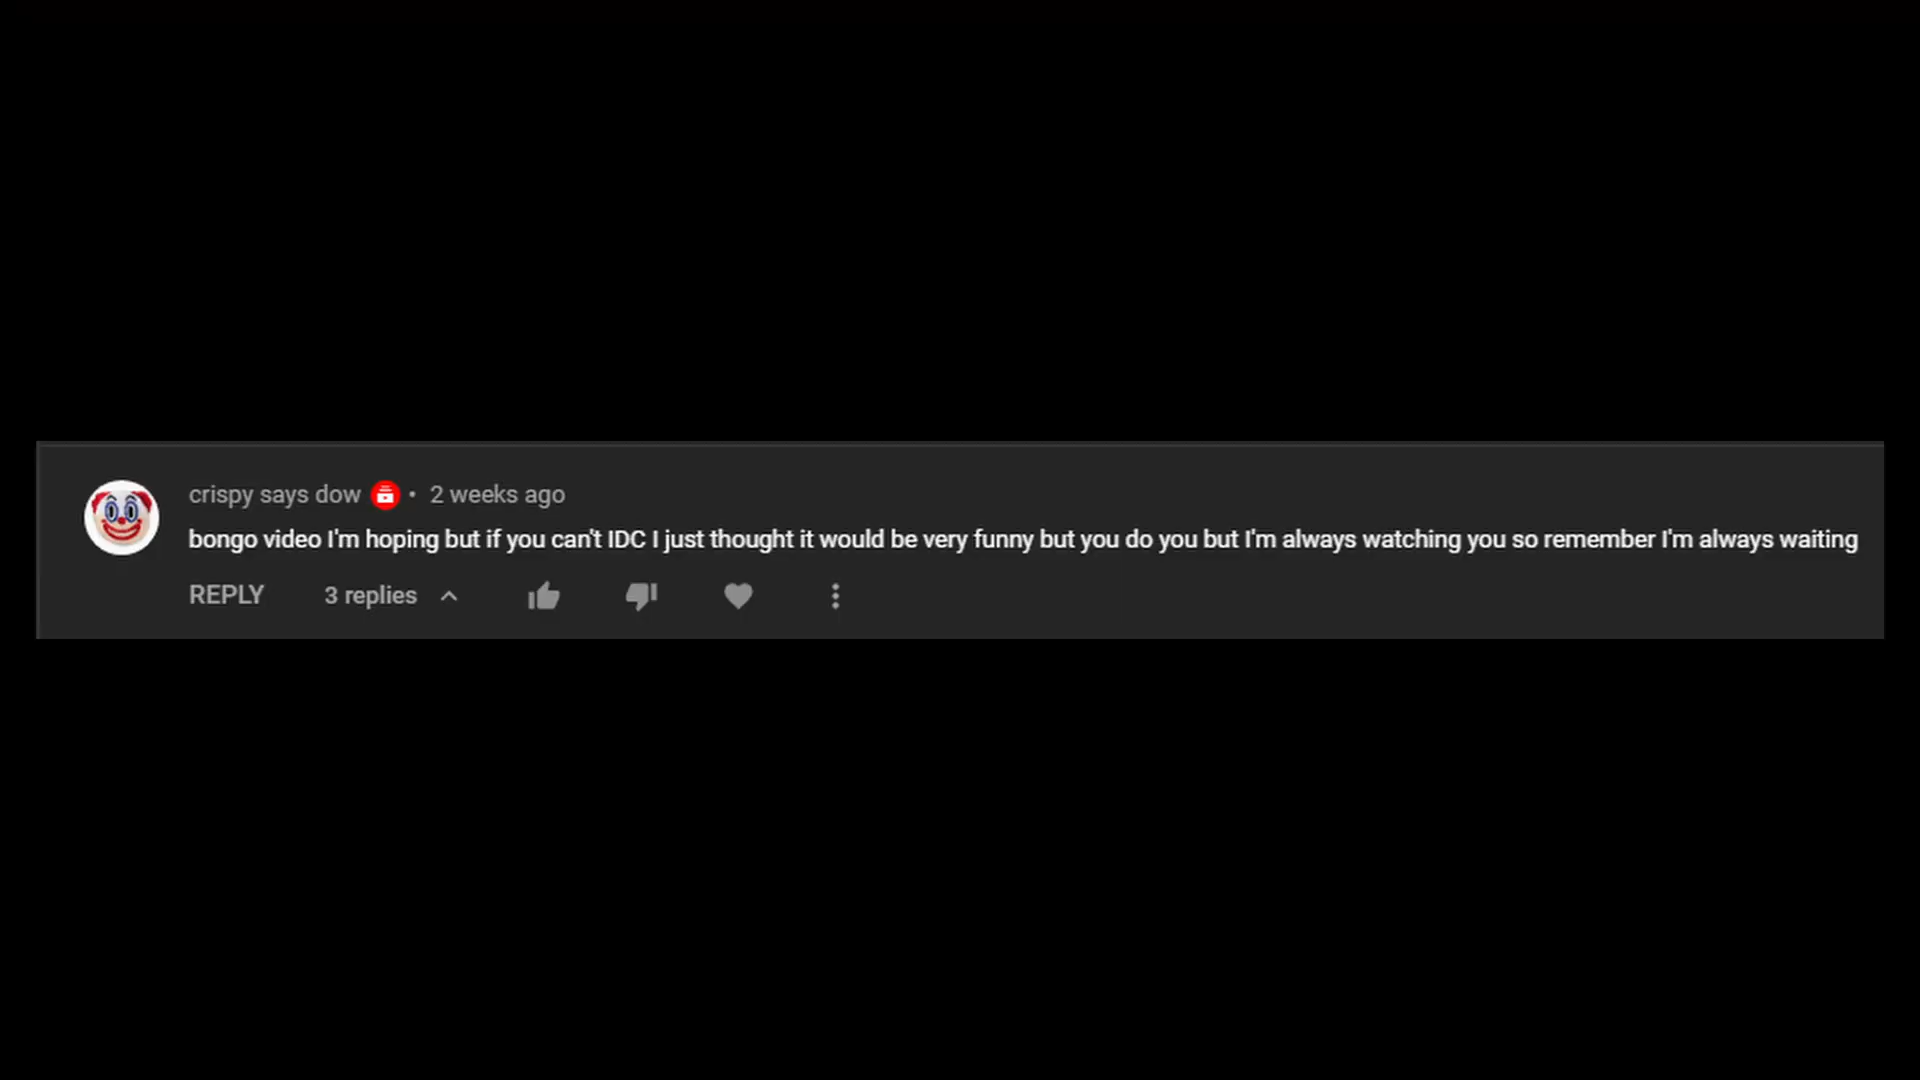 crispy says dow • 2 weeks ago
bongo video I'm hoping but if you can't IDC I just thought it would be very funny but you do you but I'm always watching you so remember I'm always waiting
REPLY 3 replies